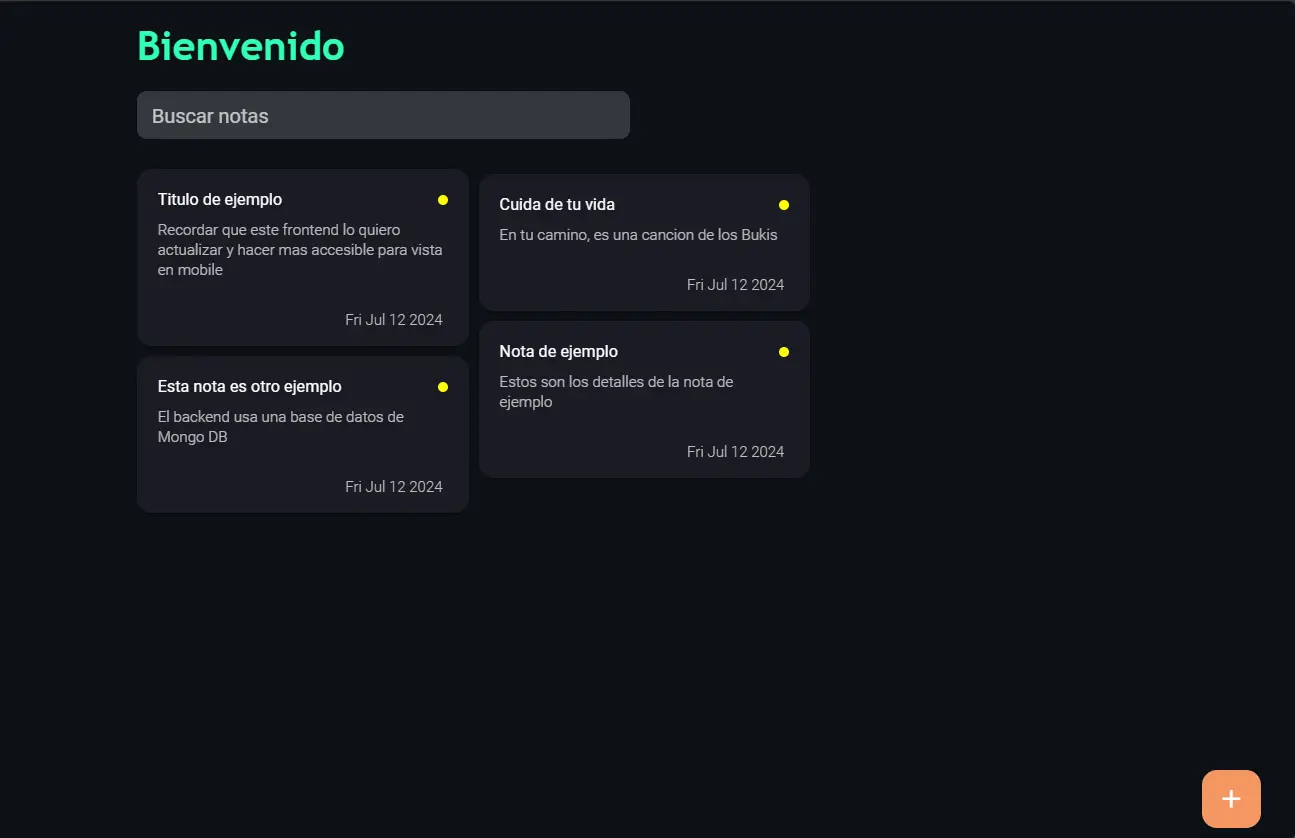 Bienvenido
Buscar notas
Titulo de ejemplo
Recordar que este frontend lo quiero
actualizar y hacer mas accesible para vista
en mobile
Fri Jul 12 2024
Esta nota es otro ejemplo
El backend usa una base de datos de
Mongo DB
Fri Jul 12 2024
Cuida de tu vida
En tu camino, es una cancion de los Bukis
Fri Jul 12 2024
Nota de ejemplo
Estos son los detalles de la nota de
ejemplo
Fri Jul 12 2024
+